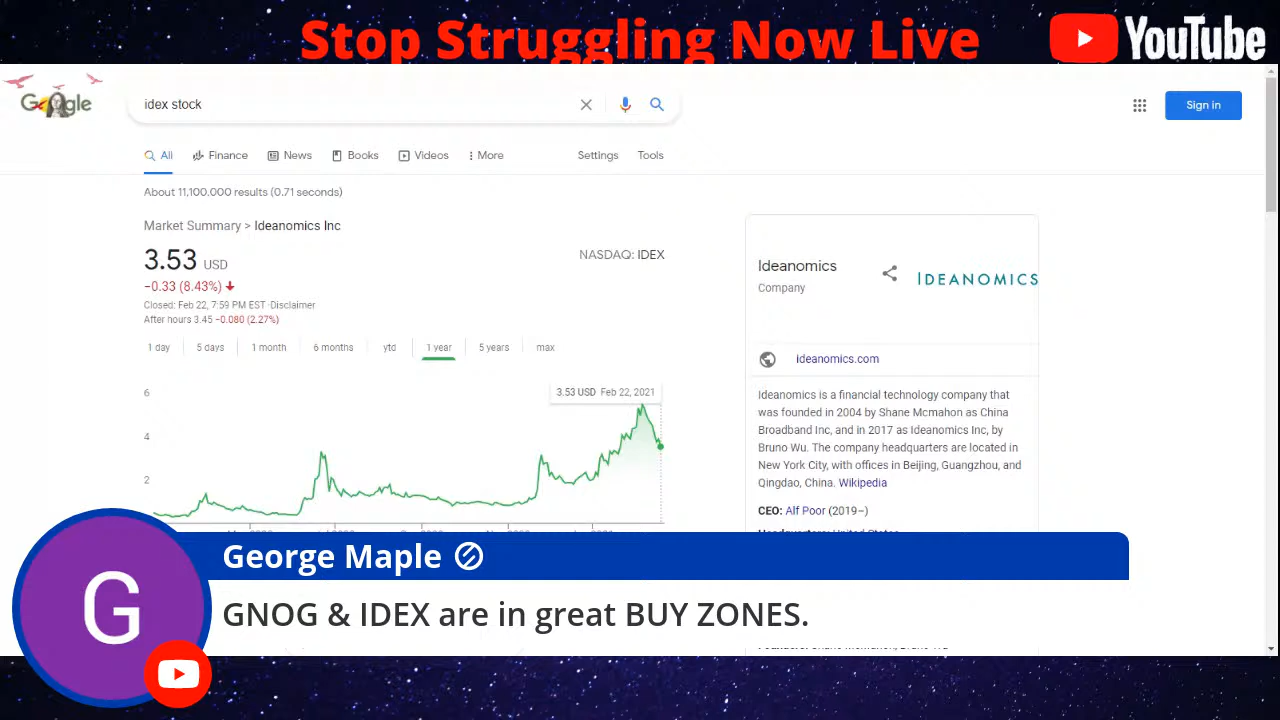 Stop Struggling Now Live
YouTube
Google
idex stock
Sign in
All
Finance
News
Books
Videos
More
Settings
Tools
About 11,100,000 results (0.71 seconds)
Market Summary > Ideanomics Inc
3.53 USD
NASDAQ: IDEX
−0.33 (8.43%)
Closed: Feb 22, 7:59 PM EST ·Disclaimer
After hours 3.45 −0.080 (2.27%)
1 day
5 days
1 month
6 months
ytd
1 year
5 years
max
3.53 USD Feb 22, 2021
6
4
2
Ideanomics
Company
IDEANOMICS
ideanomics.com
Ideanomics is a financial technology company that
was founded in 2004 by Shane Mcmahon as China
Broadband Inc, and in 2017 as Ideanomics Inc, by
Bruno Wu. The company headquarters are located in
New York City, with offices in Beijing, Guangzhou, and
Qingdao, China. Wikipedia
CEO: Alf Poor (2019–)
G
George Maple
GNOG & IDEX are in great BUY ZONES.